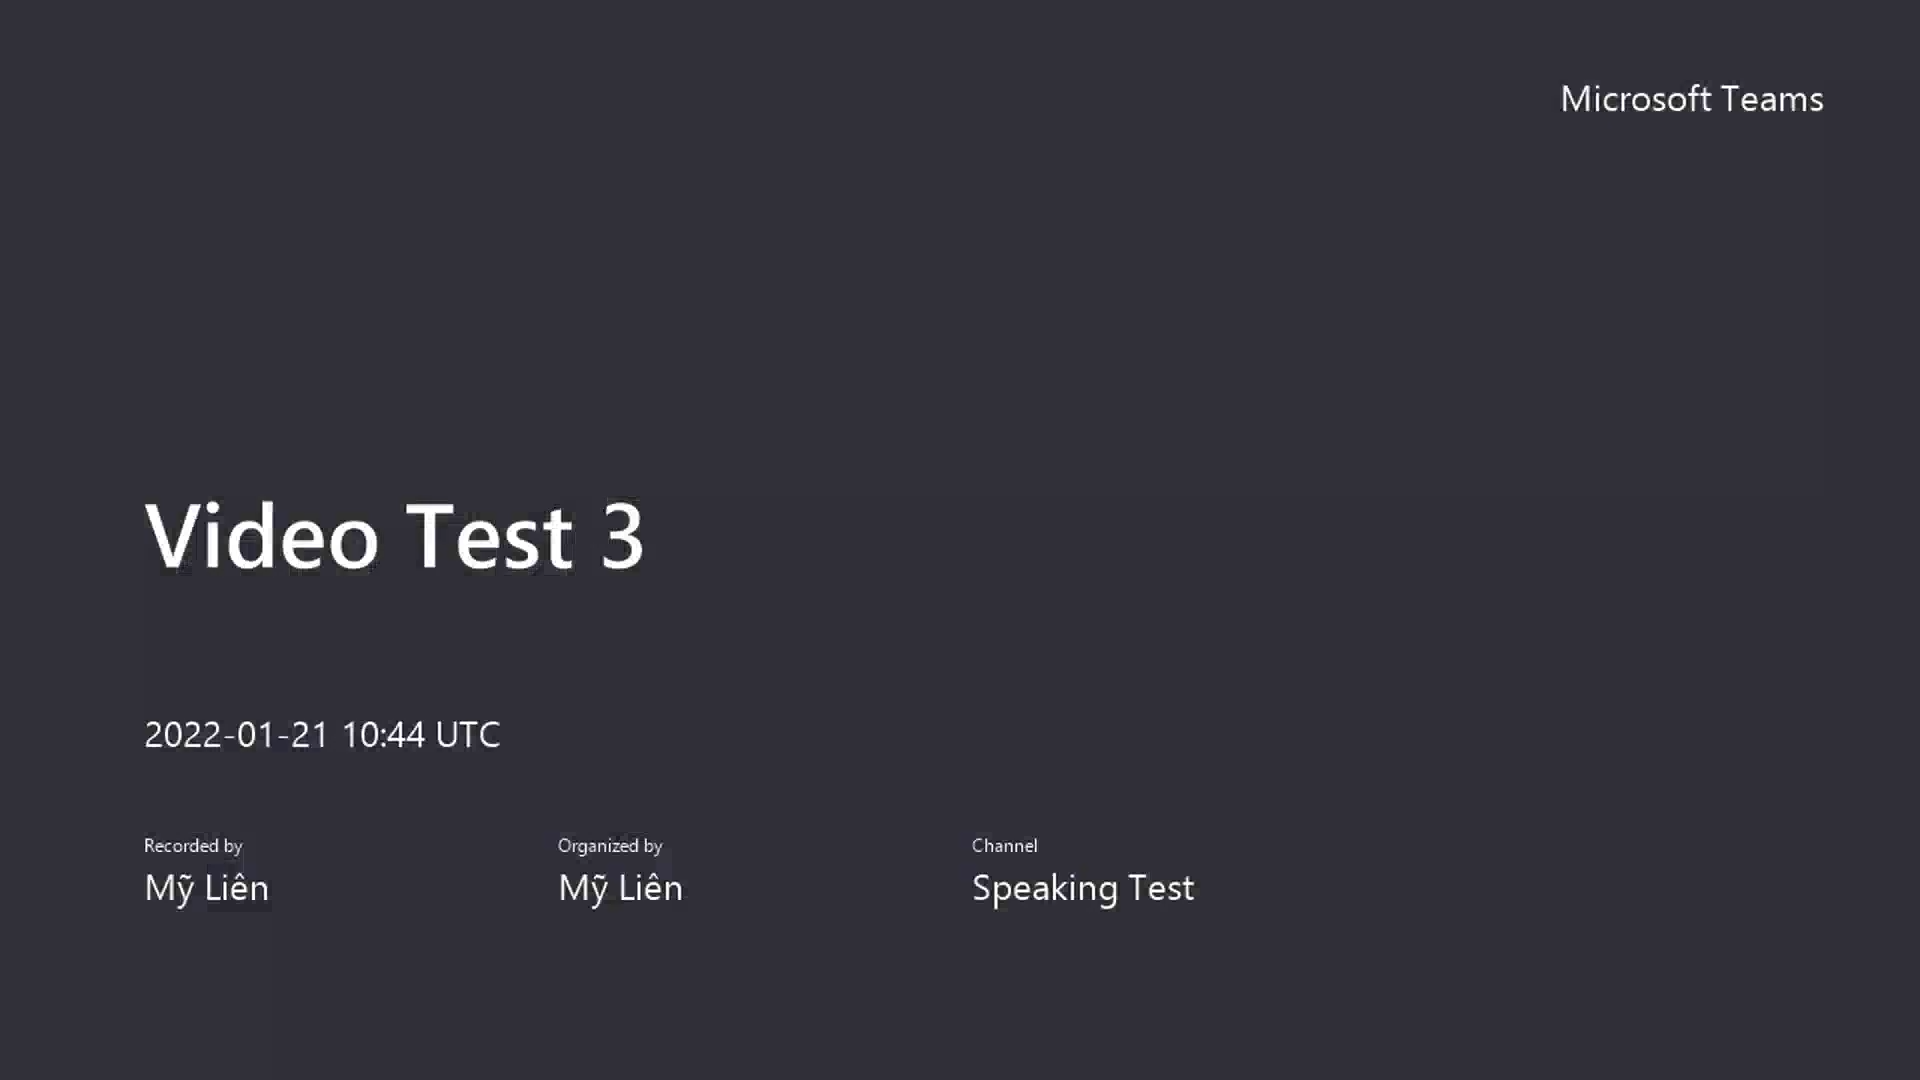 Microsoft Teams
Video Test 3
2022-01-21 10:44 UTC
Recorded by
Mỹ Liên
Organized by
Mỹ Liên
Channel
Speaking Test